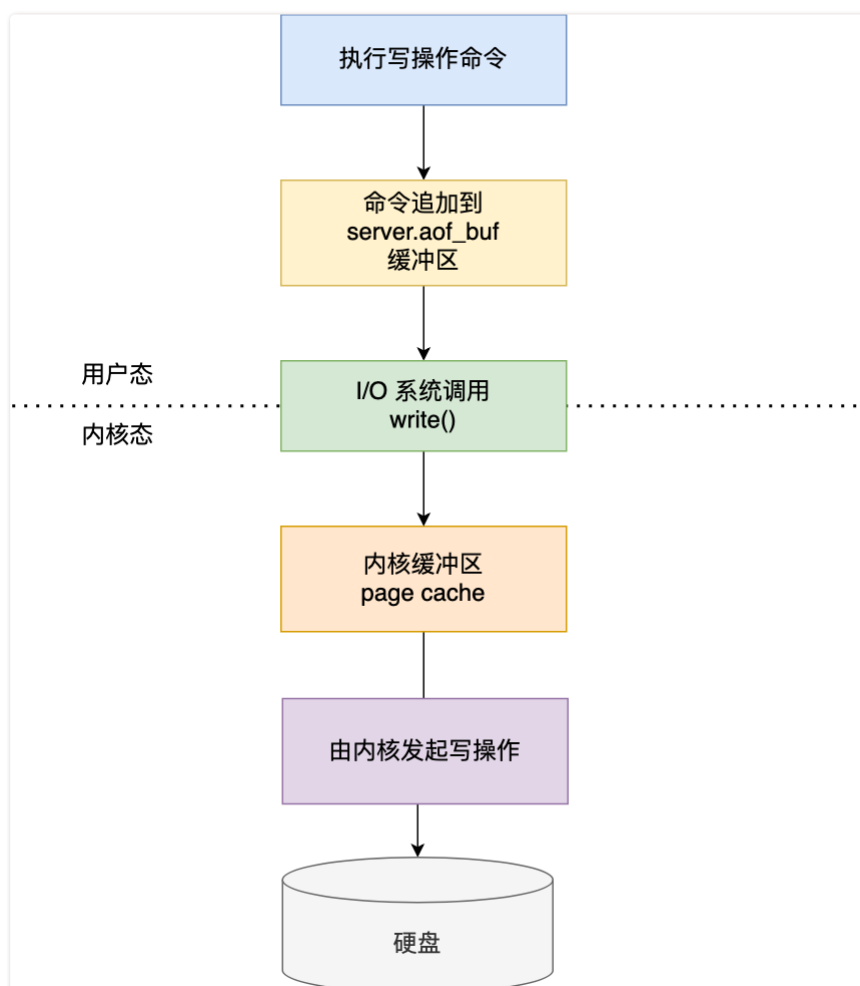 执行写操作命令
命令追加到
server.aof_buf
缓冲区
用户态
I/O 系统调用
write()
内核态
内核缓冲区
page cache
由内核发起写操作
硬盘